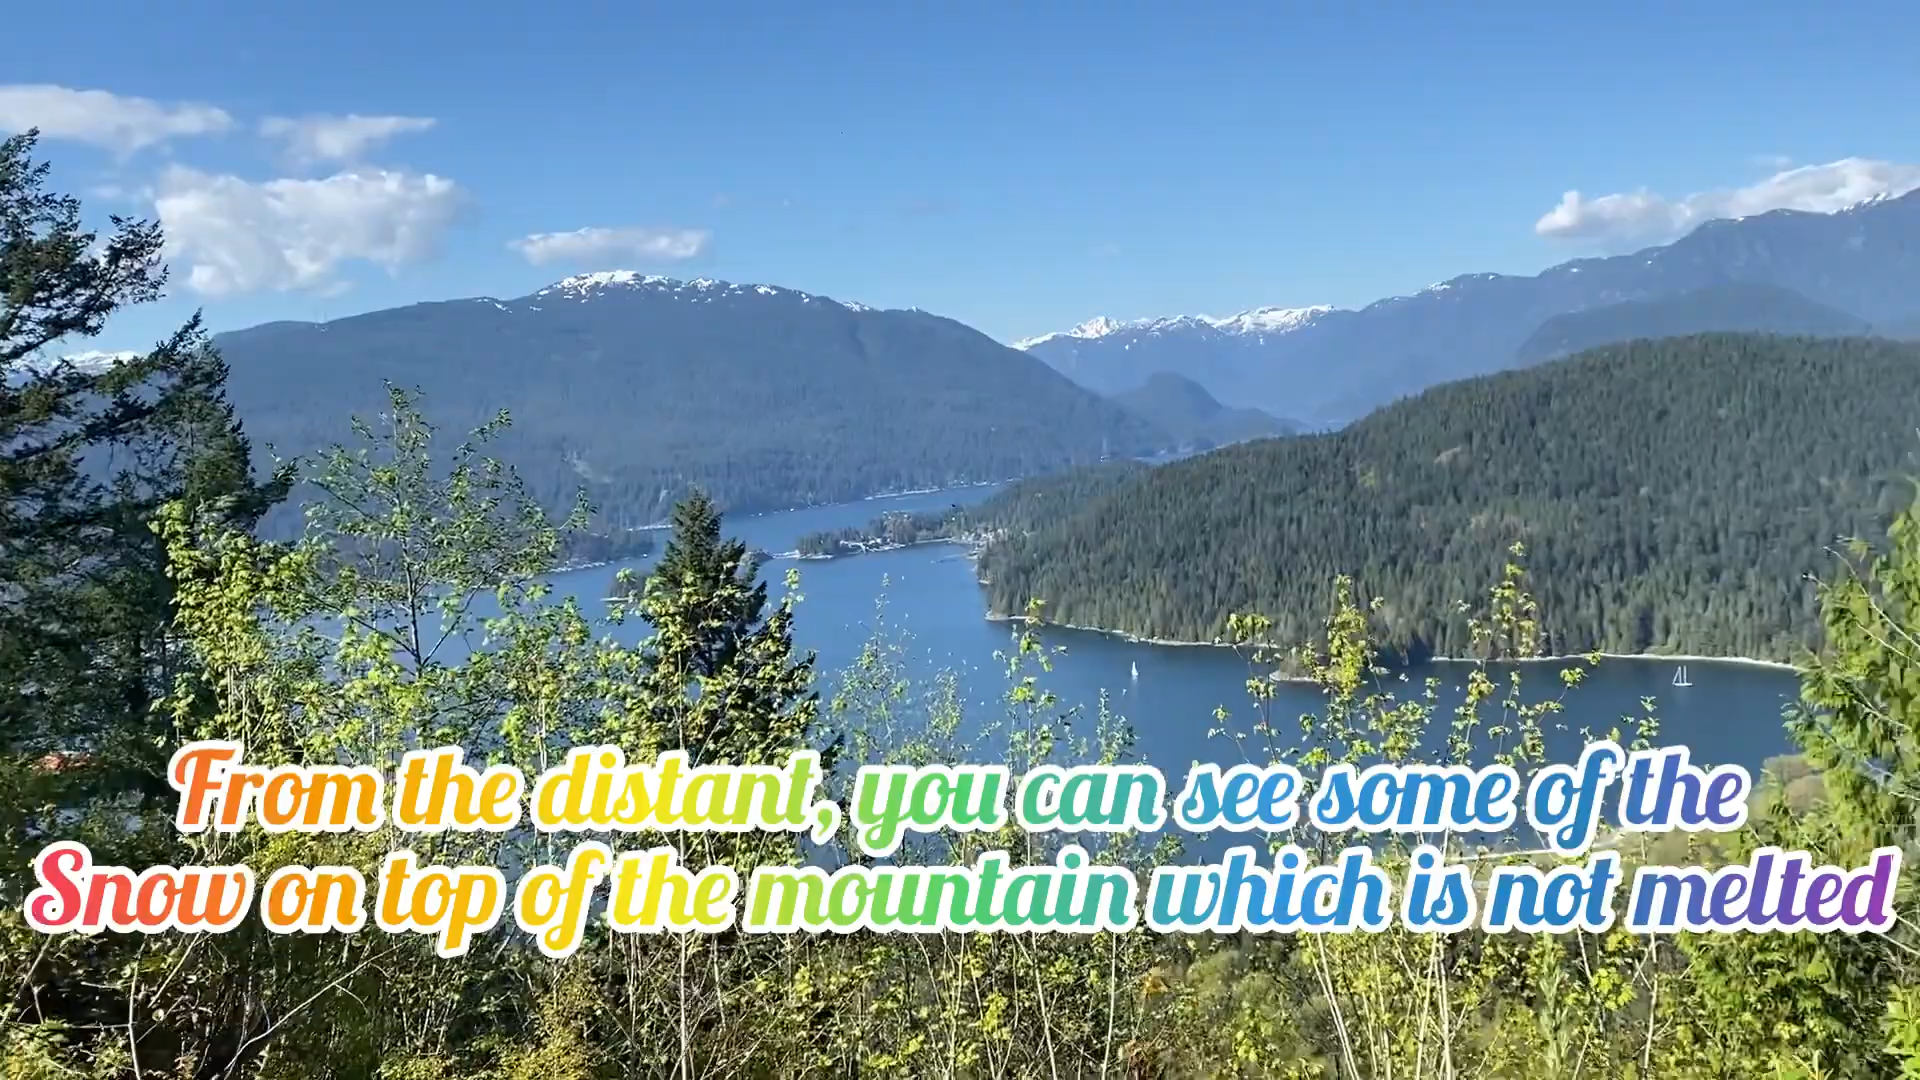 From the distant, you can see some of the
Snow on top of the mountain which is not melted